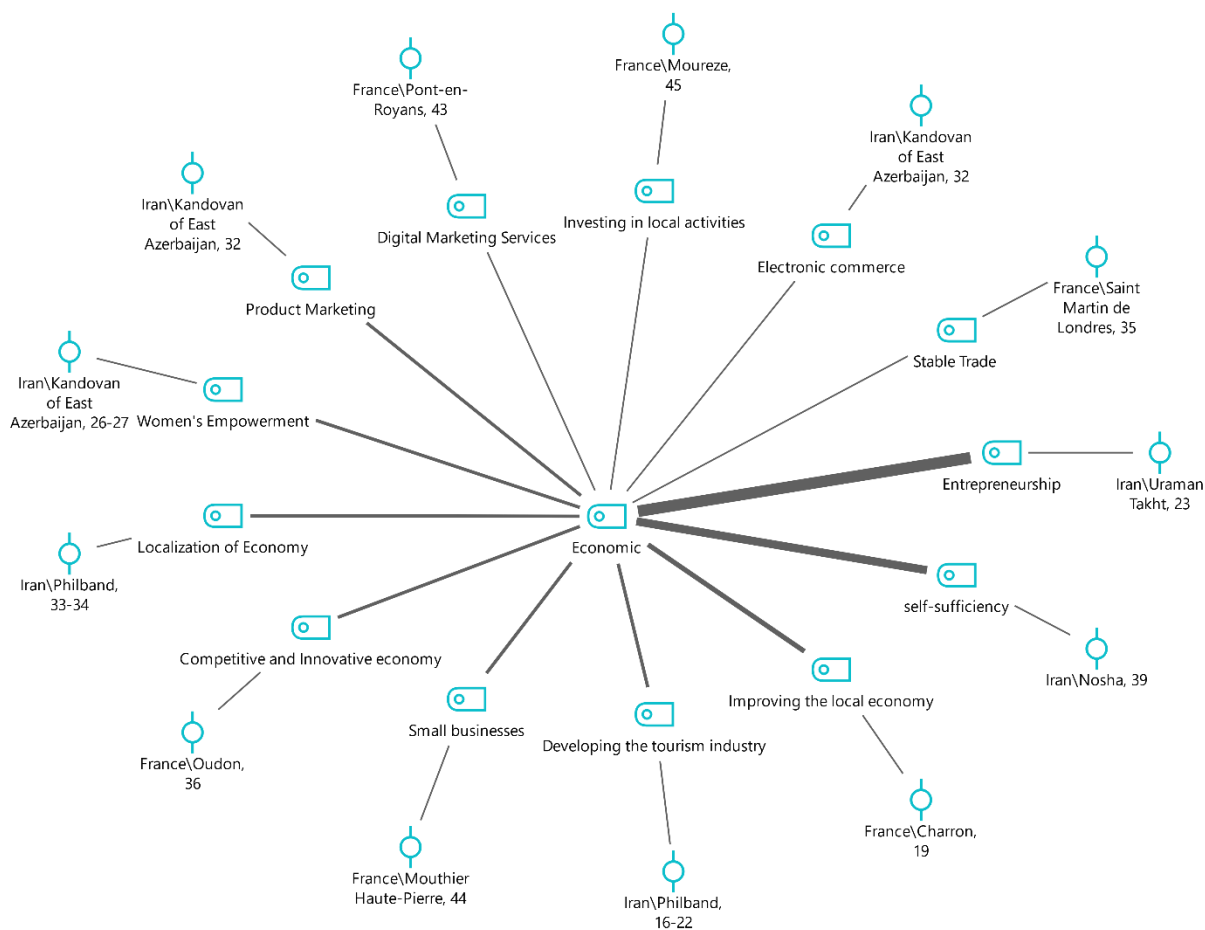 France\Moureze,
45
France\Pont-en-
Royans, 43
Iran\Kandovan
of East
Azerbaijan, 32
Iran\Kandovan
of East
Azerbaijan, 32
Investing in local activities
Digital Marketing Services
Electronic commerce
France\Saint
Martin de
Londres, 35
Product Marketing
Stable Trade
Iran\Kandovan
of East
Azerbaijan, 26-27
Women's Empowerment
Entrepreneurship
Iran\Uraman
Takht, 23
Localization of Economy
Economic
Iran\Philband,
33-34
self-sufficiency
Competitive and Innovative economy
Iran\Nosha, 39
Improving the local economy
Small businesses
Developing the tourism industry
France\Oudon,
36
France\Charron,
19
France\Mouthier
Haute-Pierre, 44
Iran\Philband,
16-22